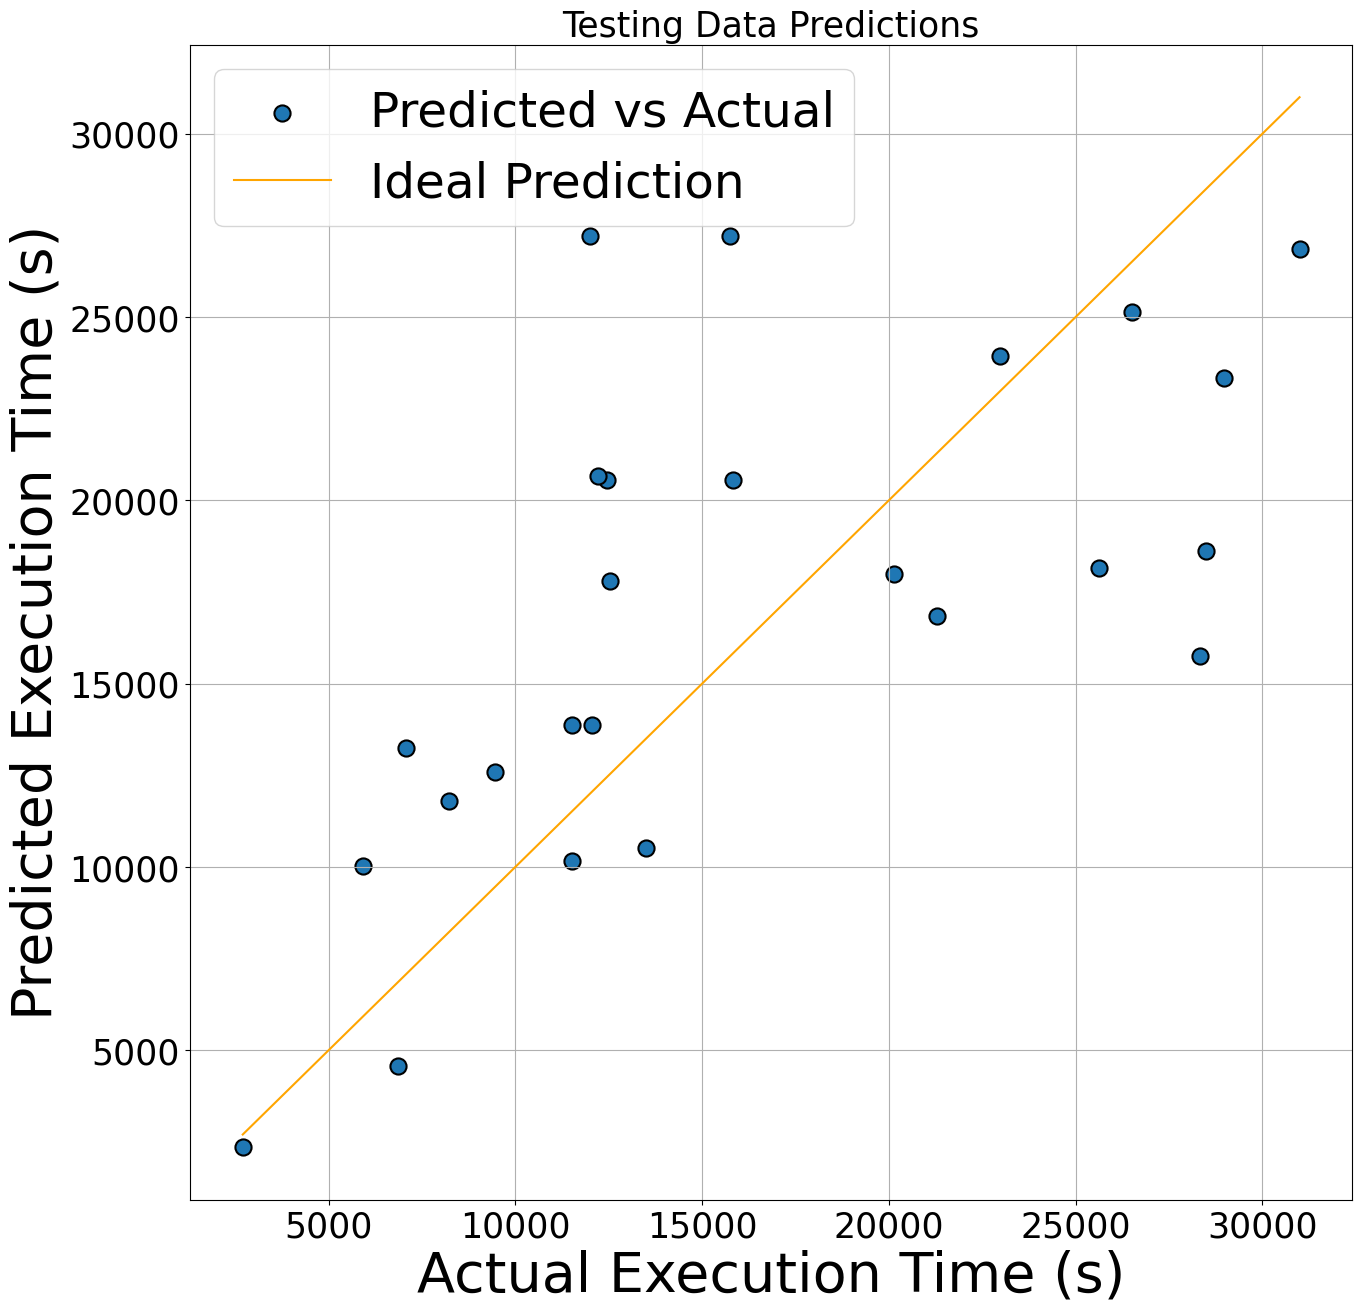 Testing Data Predictions
Predicted vs Actual
Ideal Prediction
Predicted Execution Time (s)
30000
25000
20000
15000
10000
5000
5000 10000 15000 20000 25000 30000
Actual Execution Time (s)